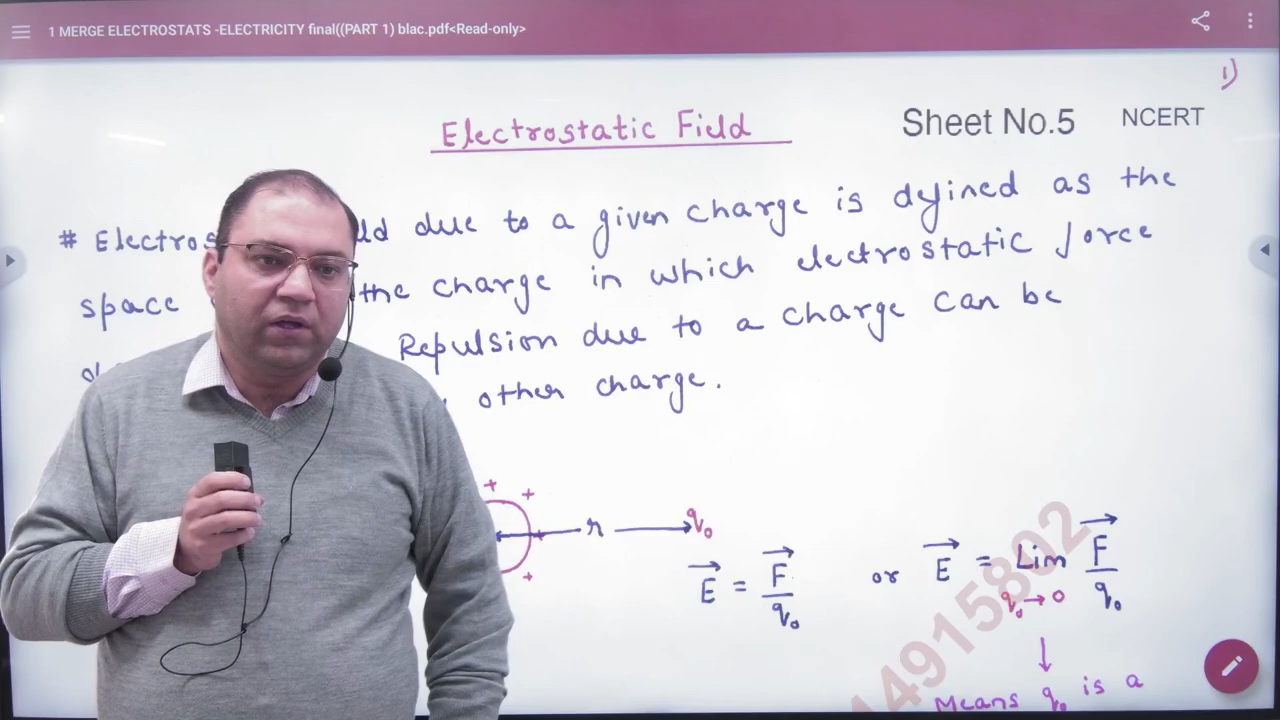 1 MERGE ELECTROSTATS -ELECTRICITY final((PART 1) blac.pdf<Read-only>
1)
Electrostatic Field
Sheet No.5 NCERT
# Electros ld due to a given charge is defined as the
space the charge in which electrostatic force
Repulsion due to a charge can be
other charge.
+ +
r q₀
+
E⃗ = F⃗ / q₀ or E⃗ = Lim q₀→0 F⃗ / q₀
↓
Means q₀ is a
44915802